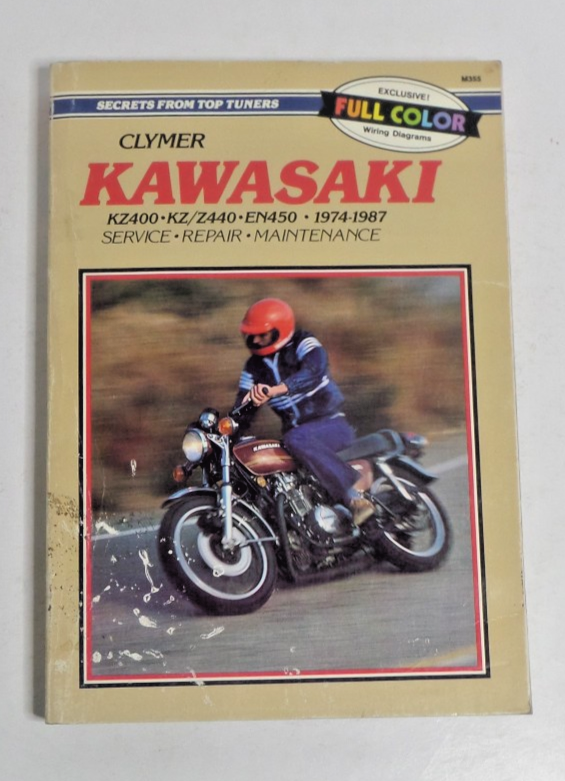 M355
SECRETS FROM TOP TUNERS
EXCLUSIVE!
FULL COLOR
Wiring Diagrams
CLYMER
KAWASAKI
KZ400•KZ/Z440•EN450 • 1974-1987
SERVICE•REPAIR•MAINTENANCE
KAWASAKI